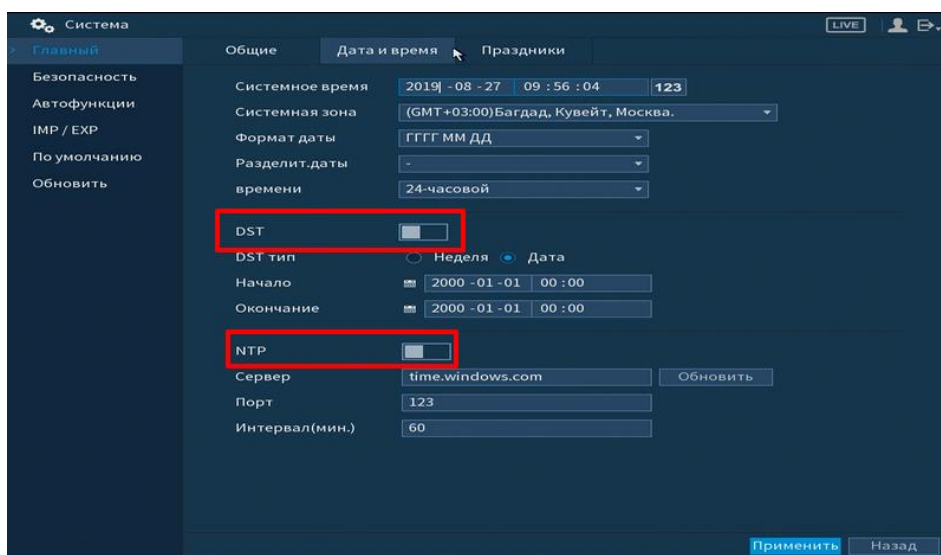 Система
LIVE
Главный
Безопасность
Автофункции
IMP / EXP
По умолчанию
Обновить
Общие Дата и время Праздники
Системное время 2019 -08 -27 09 : 56 : 04 123
Системная зона (GMT+03:00)Багдад, Кувейт, Москва.
Формат даты ГГГГ ММ ДД
Разделит.даты -
времени 24-часовой
DST
DST тип Неделя Дата
Начало 2000 -01 -01 00 : 00
Окончание 2000 -01 -01 00 : 00
NTP
Сервер time.windows.com Обновить
Порт 123
Интервал(мин.) 60
Применить Назад